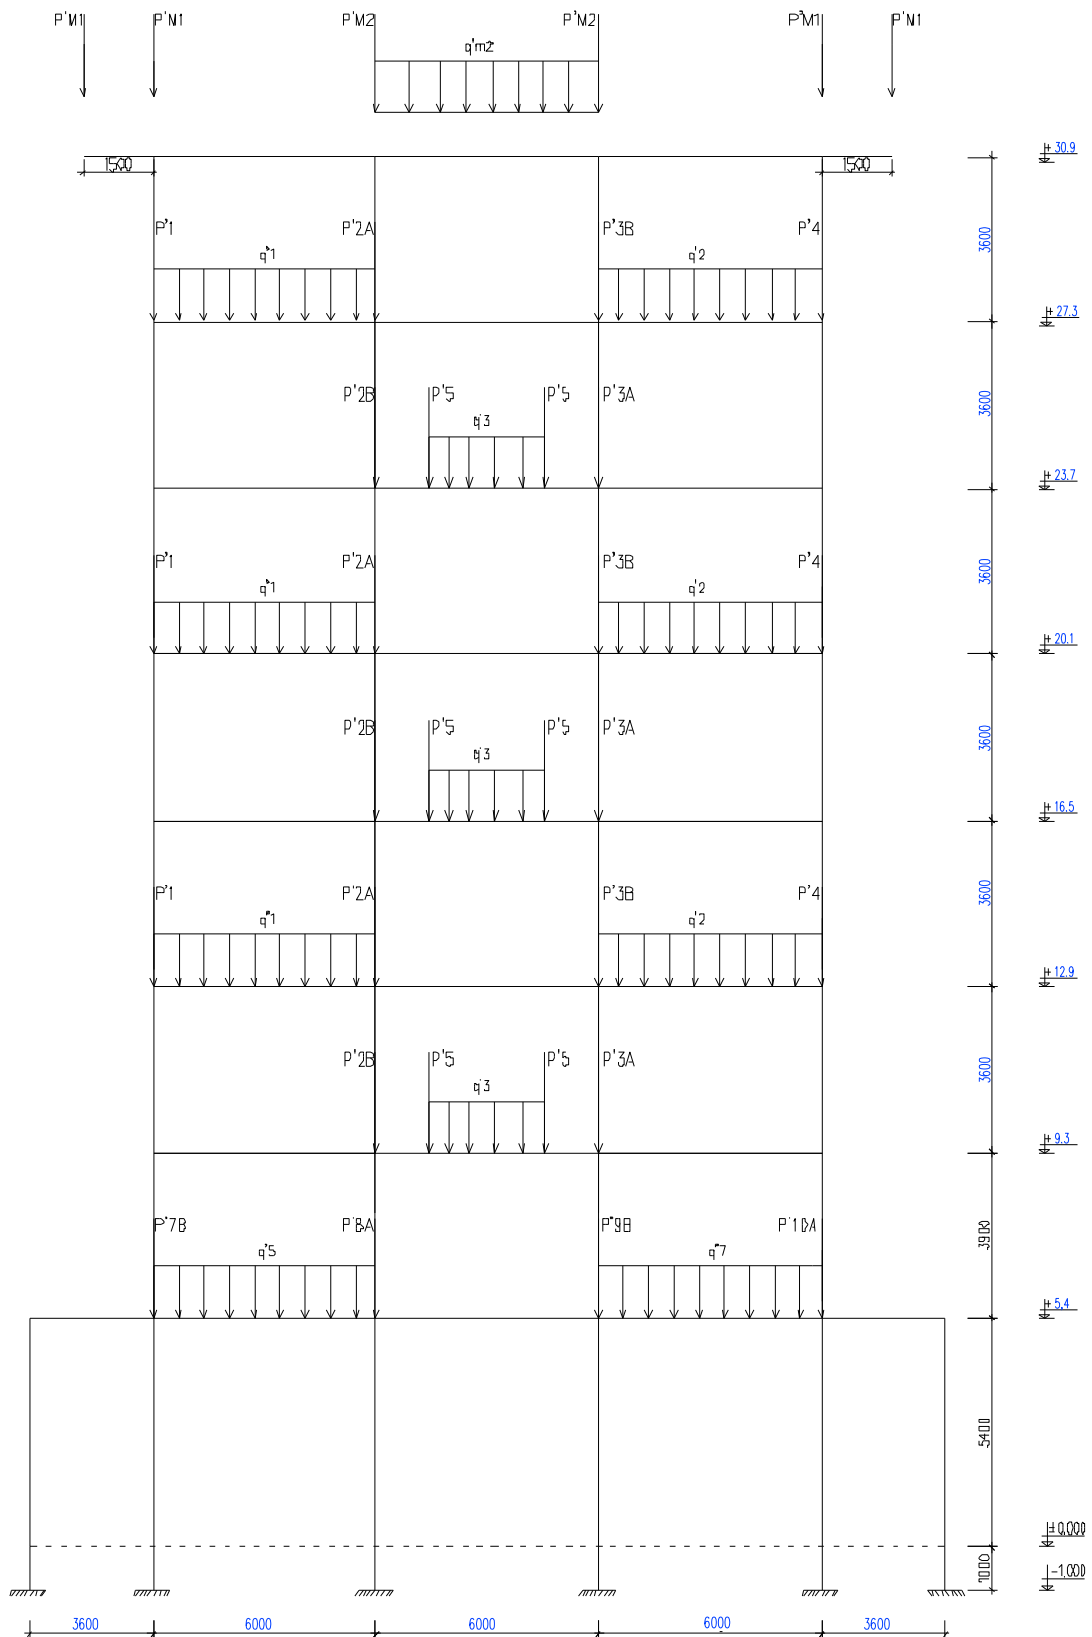 P'M1 P'M1 P'M2 P'M2 P'M1 P'M1
q'm2
+ 30.9
1500 1500
P'1 P'2A P'3B P'4
q'1 q'2
3600
+ 27.3
P'2B P'5 P'5 P'3A
q'3
3600
+ 23.7
P'1 P'2A P'3B P'4
q'1 q'2
3600
+ 20.1
P'2B P'5 P'5 P'3A
q'3
3600
+ 16.5
P'1 P'2A P'3B P'4
q'1 q'2
3600
+ 12.9
P'2B P'5 P'5 P'3A
q'3
3600
+ 9.3
P'7B P'8A P'9B P'10A
q'5 q'7
3900
+ 5.4
5400
±0.000
1000
-1.000
3600 6000 6000 6000 3600